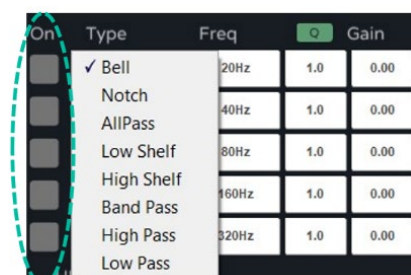 On Type Freq Q Gain
✓ Bell 20Hz 1.0 0.00
Notch
AllPass 40Hz 1.0 0.00
Low Shelf 80Hz 1.0 0.00
High Shelf
Band Pass 160Hz 1.0 0.00
High Pass 320Hz 1.0 0.00
Low Pass